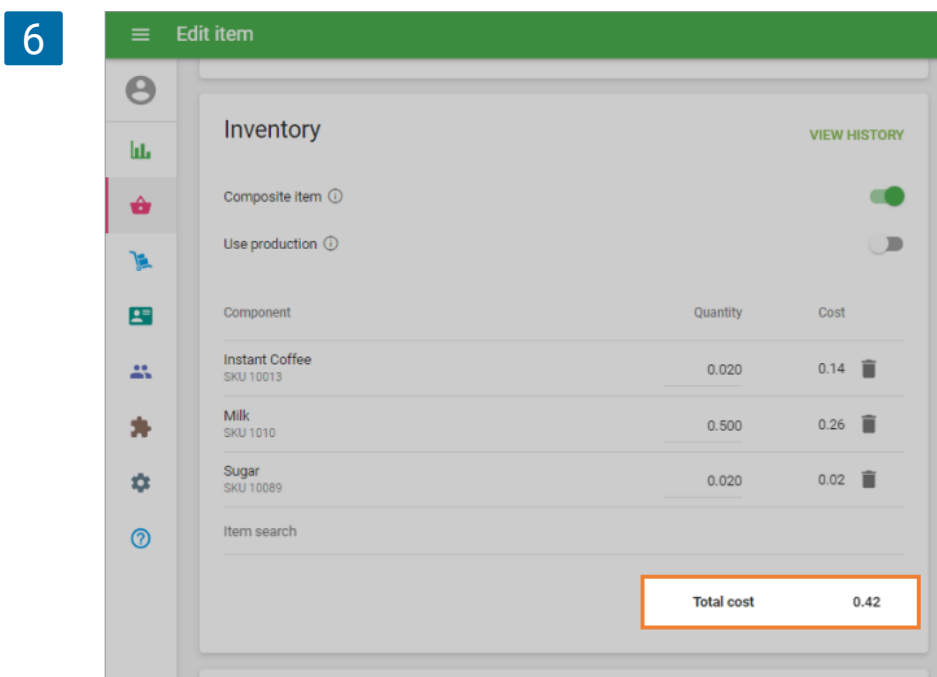 6
Edit item
Inventory
VIEW HISTORY
Composite item
Use production
Component Quantity Cost
Instant Coffee
SKU 10013
0.020 0.14
Milk
SKU 1010
0.500 0.26
Sugar
SKU 10089
0.020 0.02
Item search
Total cost 0.42